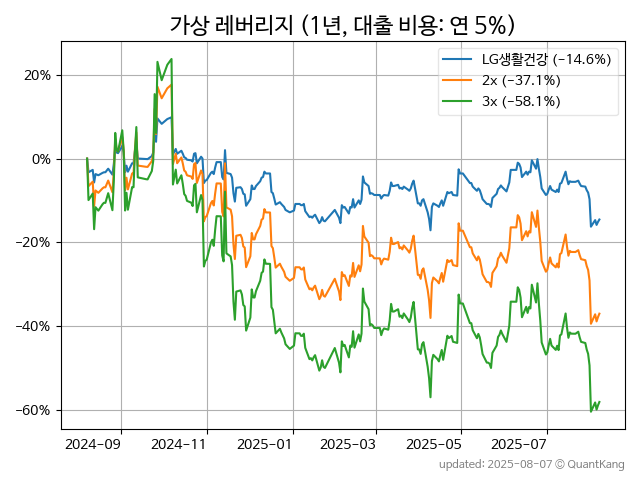 가상 레버리지 (1년, 대출 비용: 연 5%)
LG생활건강 (−14.6%)
2x (−37.1%)
3x (−58.1%)
20%
0%
−20%
−40%
−60%
2024-09 2024-11 2025-01 2025-03 2025-05 2025-07
updated: 2025-08-07 © QuantKang